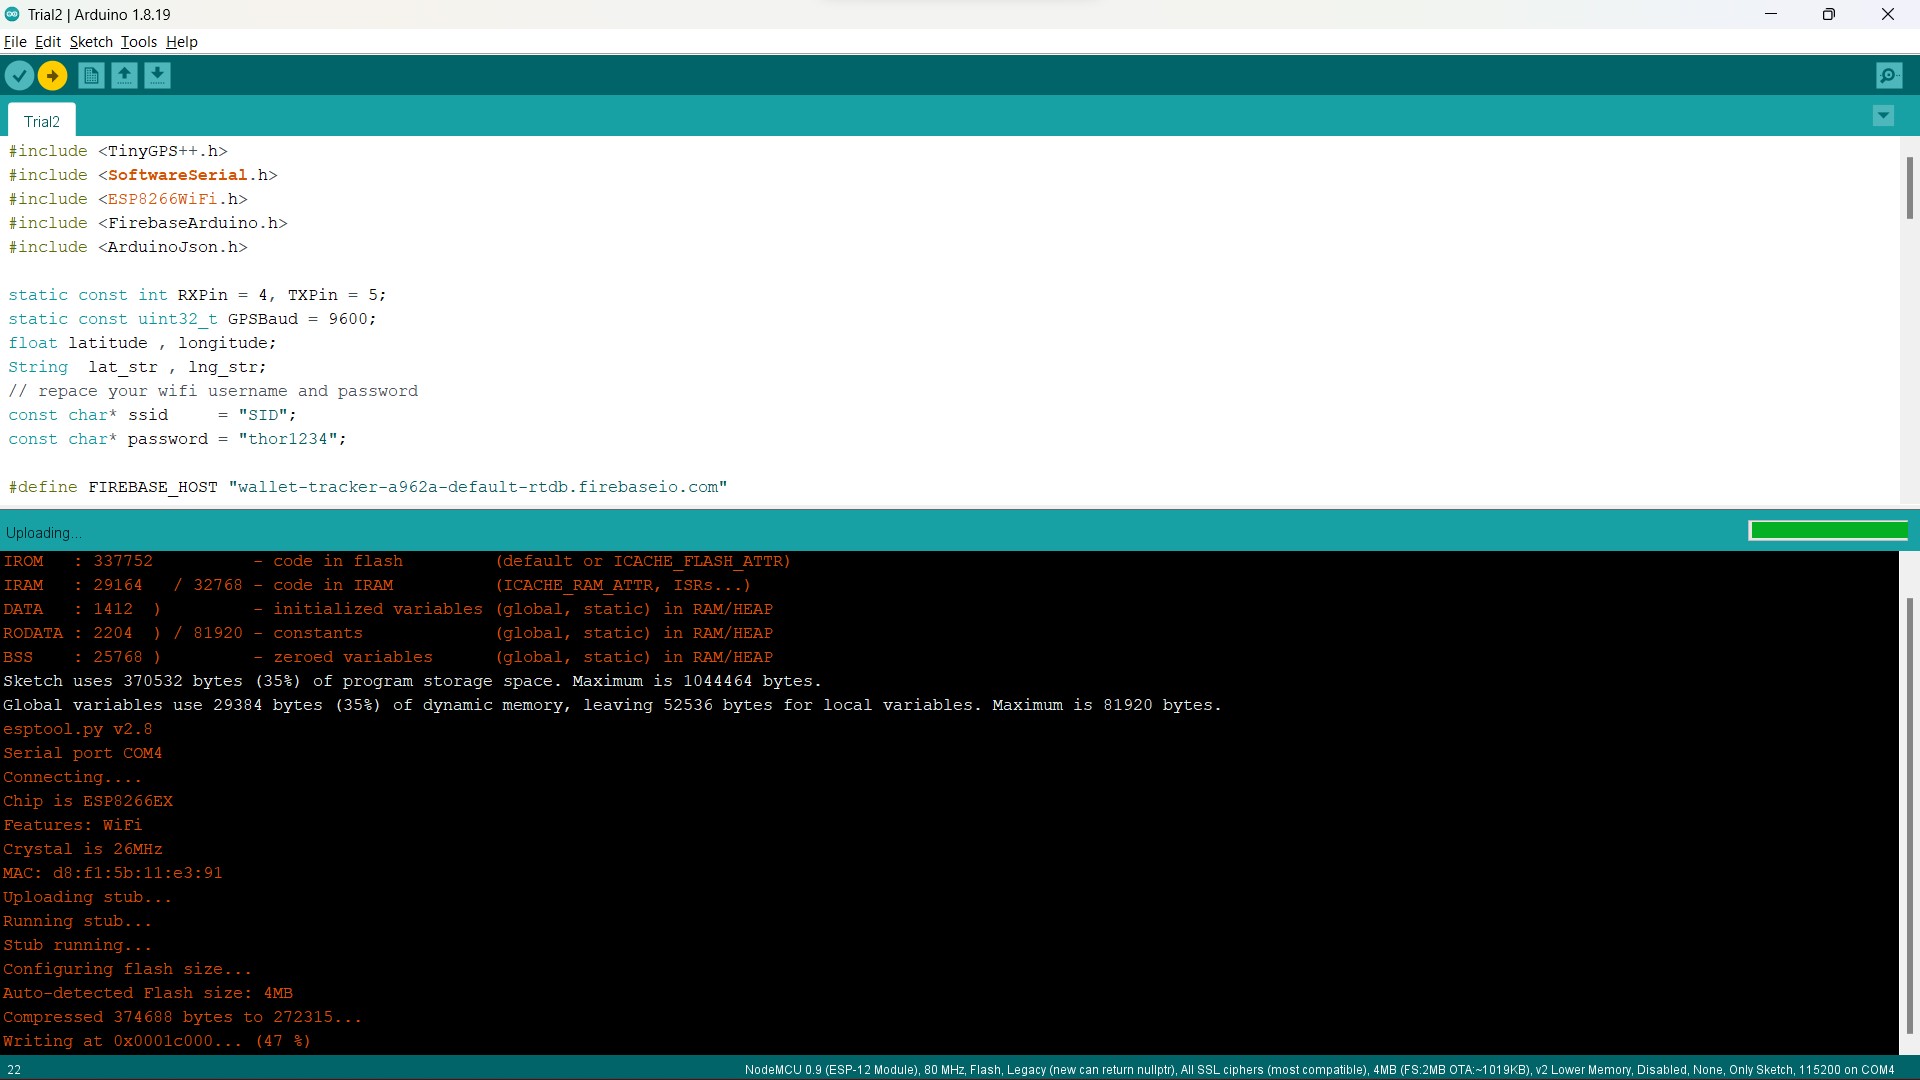 Trial2 | Arduino 1.8.19
File Edit Sketch Tools Help
Trial2
#include <TinyGPS++.h>
#include <SoftwareSerial.h>
#include <ESP8266WiFi.h>
#include <FirebaseArduino.h>
#include <ArduinoJson.h>
static const int RXPin = 4, TXPin = 5;
static const uint32_t GPSBaud = 9600;
float latitude , longitude;
String  lat_str , lng_str;
// repace your wifi username and password
const char* ssid     = "SID";
const char* password = "thor1234";
#define FIREBASE_HOST "wallet-tracker-a962a-default-rtdb.firebaseio.com"
Uploading...
IROM   : 337752          - code in flash         (default or ICACHE_FLASH_ATTR)
IRAM   : 29164   / 32768 - code in IRAM          (ICACHE_RAM_ATTR, ISRs...)
DATA   : 1412  )         - initialized variables (global, static) in RAM/HEAP
RODATA : 2204  ) / 81920 - constants             (global, static) in RAM/HEAP
BSS    : 25768 )         - zeroed variables      (global, static) in RAM/HEAP
Sketch uses 370532 bytes (35%) of program storage space. Maximum is 1044464 bytes.
Global variables use 29384 bytes (35%) of dynamic memory, leaving 52536 bytes for local variables. Maximum is 81920 bytes.
esptool.py v2.8
Serial port COM4
Connecting....
Chip is ESP8266EX
Features: WiFi
Crystal is 26MHz
MAC: d8:f1:5b:11:e3:91
Uploading stub...
Running stub...
Stub running...
Configuring flash size...
Auto-detected Flash size: 4MB
Compressed 374688 bytes to 272315...
Writing at 0x0001c000... (47 %)
22
NodeMCU 0.9 (ESP-12 Module), 80 MHz, Flash, Legacy (new can return nullptr), All SSL ciphers (most compatible), 4MB (FS:2MB OTA:~1019KB), v2 Lower Memory, Disabled, None, Only Sketch, 115200 on COM4